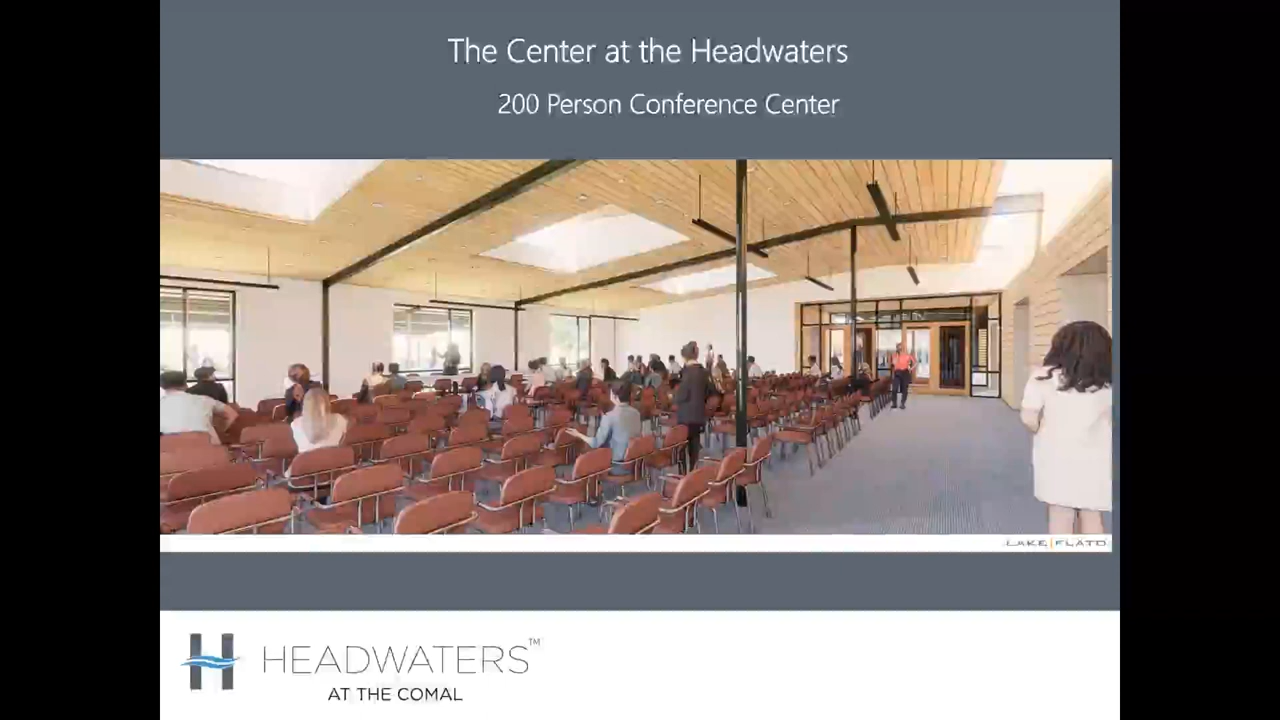 The Center at the Headwaters
200 Person Conference Center
LAKE|FLATO
HEADWATERS™
AT THE COMAL